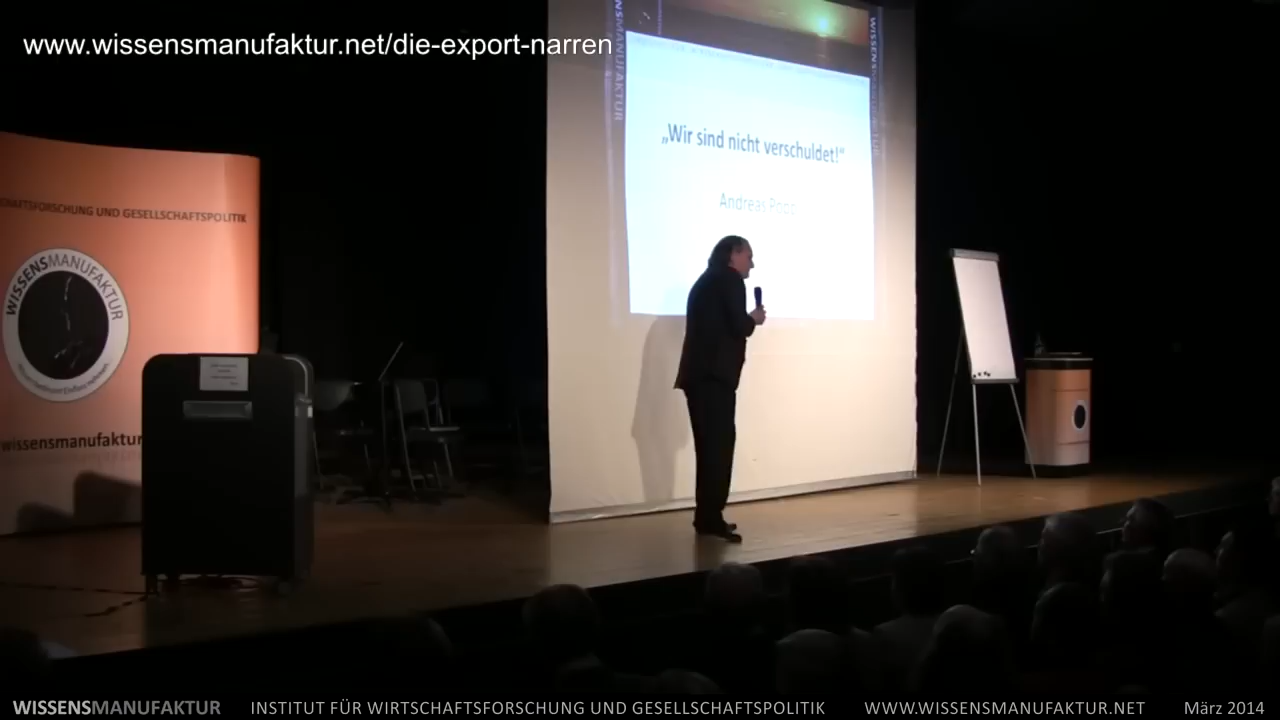 www.wissensmanufaktur.net/die-export-narren
WISSENSMANUFAKTUR
WISSENSMANUFAKTUR
„Wir sind nicht verschuldet!“
Andreas Popp
UND GESELLSCHAFTSPOLITIK
WISSENSMANUFAKTUR
wissensmanufaktur
WISSENSMANUFAKTUR INSTITUT FÜR WIRTSCHAFTSFORSCHUNG UND GESELLSCHAFTSPOLITIK WWW.WISSENSMANUFAKTUR.NET März 2014